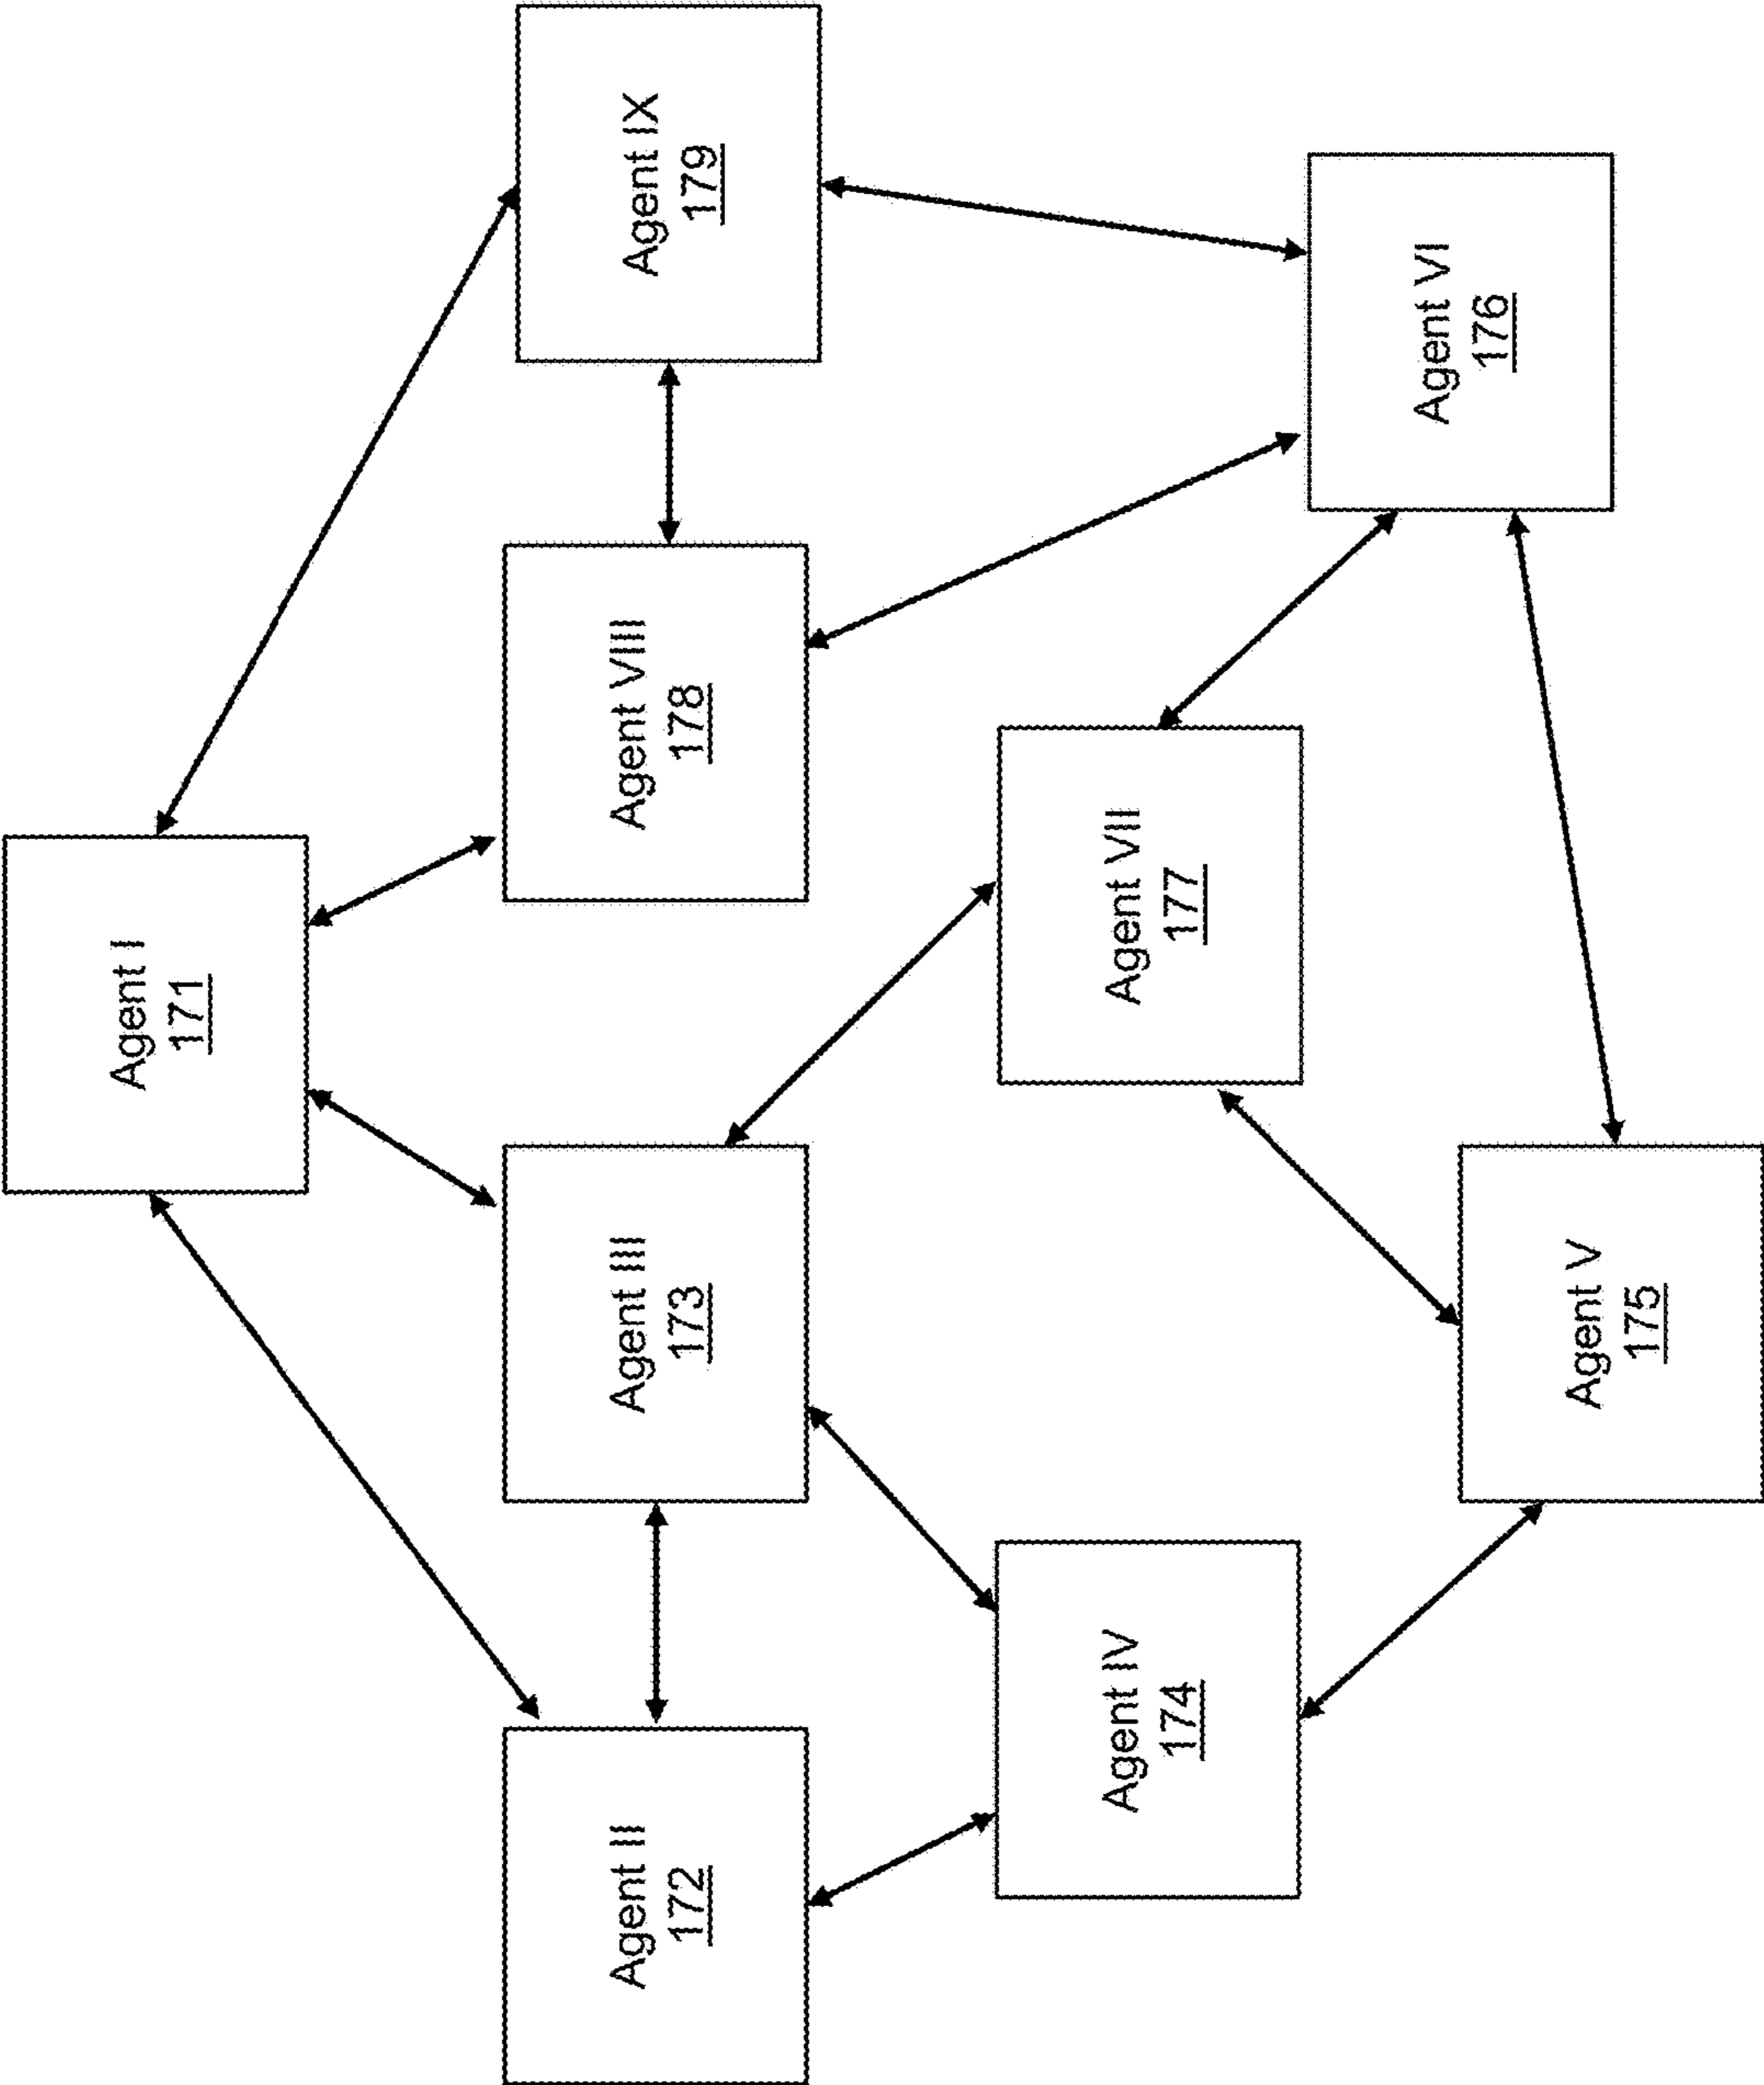 Agent I
171
Agent II
172
Agent III
173
Agent VIII
178
Agent IX
179
Agent IV
174
Agent VII
177
Agent V
175
Agent VI
176